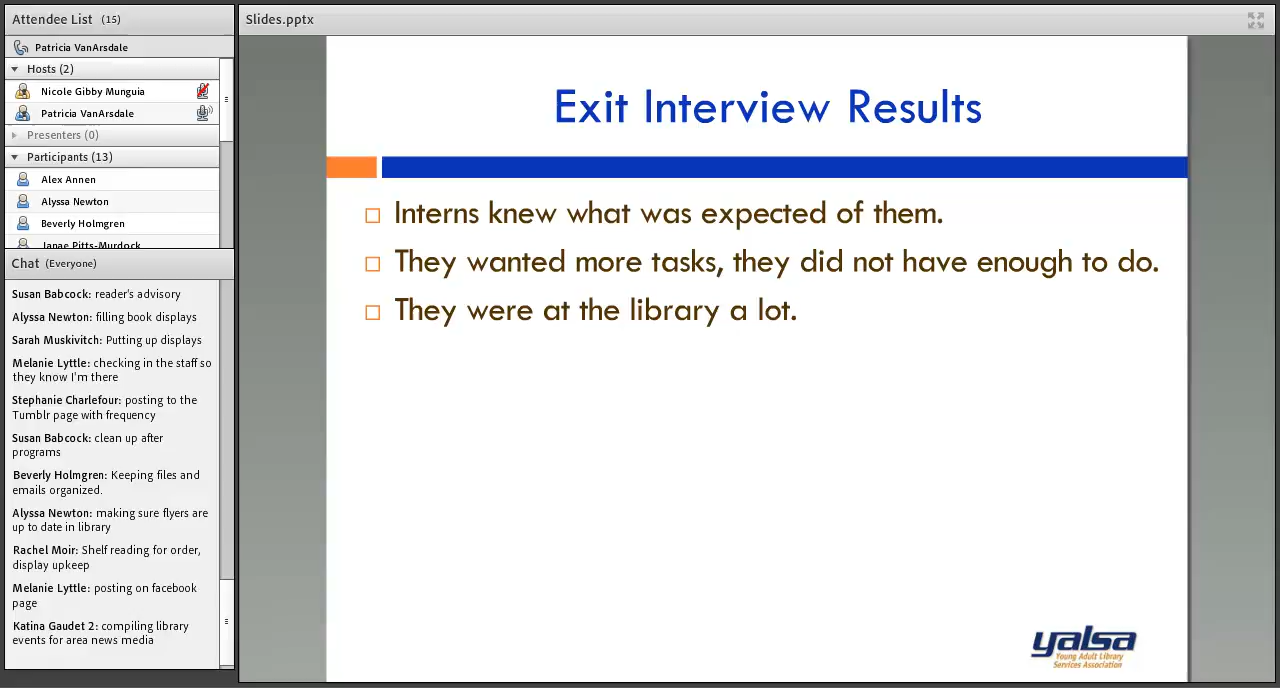 Attendee List (15)
Patricia VanArsdale
Hosts (2)
Nicole Gibby Munguia
Patricia VanArsdale
Presenters (0)
Participants (13)
Alex Annen
Alyssa Newton
Beverly Holmgren
Janae Pitts-Murdock
Chat (Everyone)
Susan Babcock: reader's advisory
Alyssa Newton: filling book displays
Sarah Muskivitch: Putting up displays
Melanie Lyttle: checking in the staff so
they know I'm there
Stephanie Charlefour: posting to the
Tumblr page with frequency
Susan Babcock: clean up after
programs
Beverly Holmgren: Keeping files and
emails organized.
Alyssa Newton: making sure flyers are
up to date in library
Rachel Moir: Shelf reading for order,
display upkeep
Melanie Lyttle: posting on facebook
page
Katina Gaudet 2: compiling library
events for area news media
Slides.pptx
Exit Interview Results
Interns knew what was expected of them.
They wanted more tasks, they did not have enough to do.
They were at the library a lot.
yalsa
Young Adult Library
Services Association